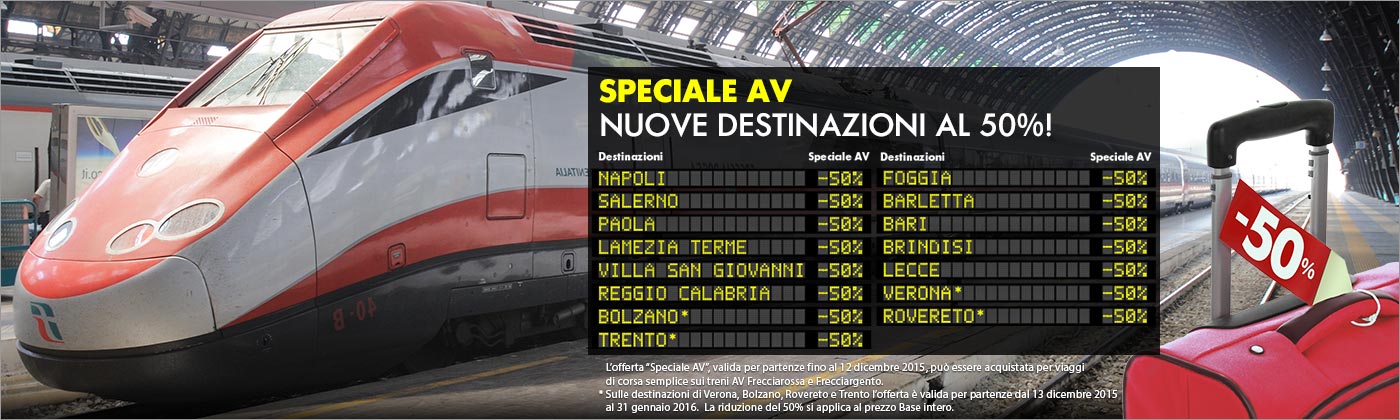 SPECIALE AV
NUOVE DESTINAZIONI AL 50%!
Destinazioni Speciale AV
NAPOLI -50%
SALERNO -50%
PAOLA -50%
LAMEZIA TERME -50%
VILLA SAN GIOVANNI -50%
REGGIO CALABRIA -50%
BOLZANO* -50%
TRENTO* -50%
Destinazioni Speciale AV
FOGGIA -50%
BARLETTA -50%
BARI -50%
BRINDISI -50%
LECCE -50%
VERONA* -50%
ROVERETO* -50%
L'offerta "Speciale AV", valida per partenze fino al 12 dicembre 2015, può essere acquistata per viaggi
di corsa semplice sui treni AV Frecciarossa e Frecciargento.
* Sulle destinazioni di Verona, Bolzano, Rovereto e Trento l'offerta è valida per partenze dal 13 dicembre 2015
al 31 gennaio 2016. La riduzione del 50% si applica al prezzo Base intero.
-50%